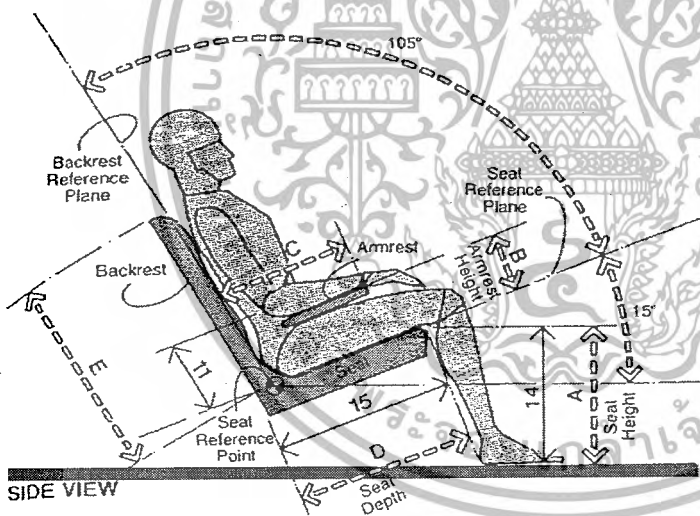 105°
Backrest
Reference
Plane
Seat
Reference
Plane
Backrest
C
Armrest
Armrest
Height
B
15°
E
11
Seat
15
14
A
Seat
Height
Seat
Reference
Point
D
Seat
Depth
SIDE VIEW